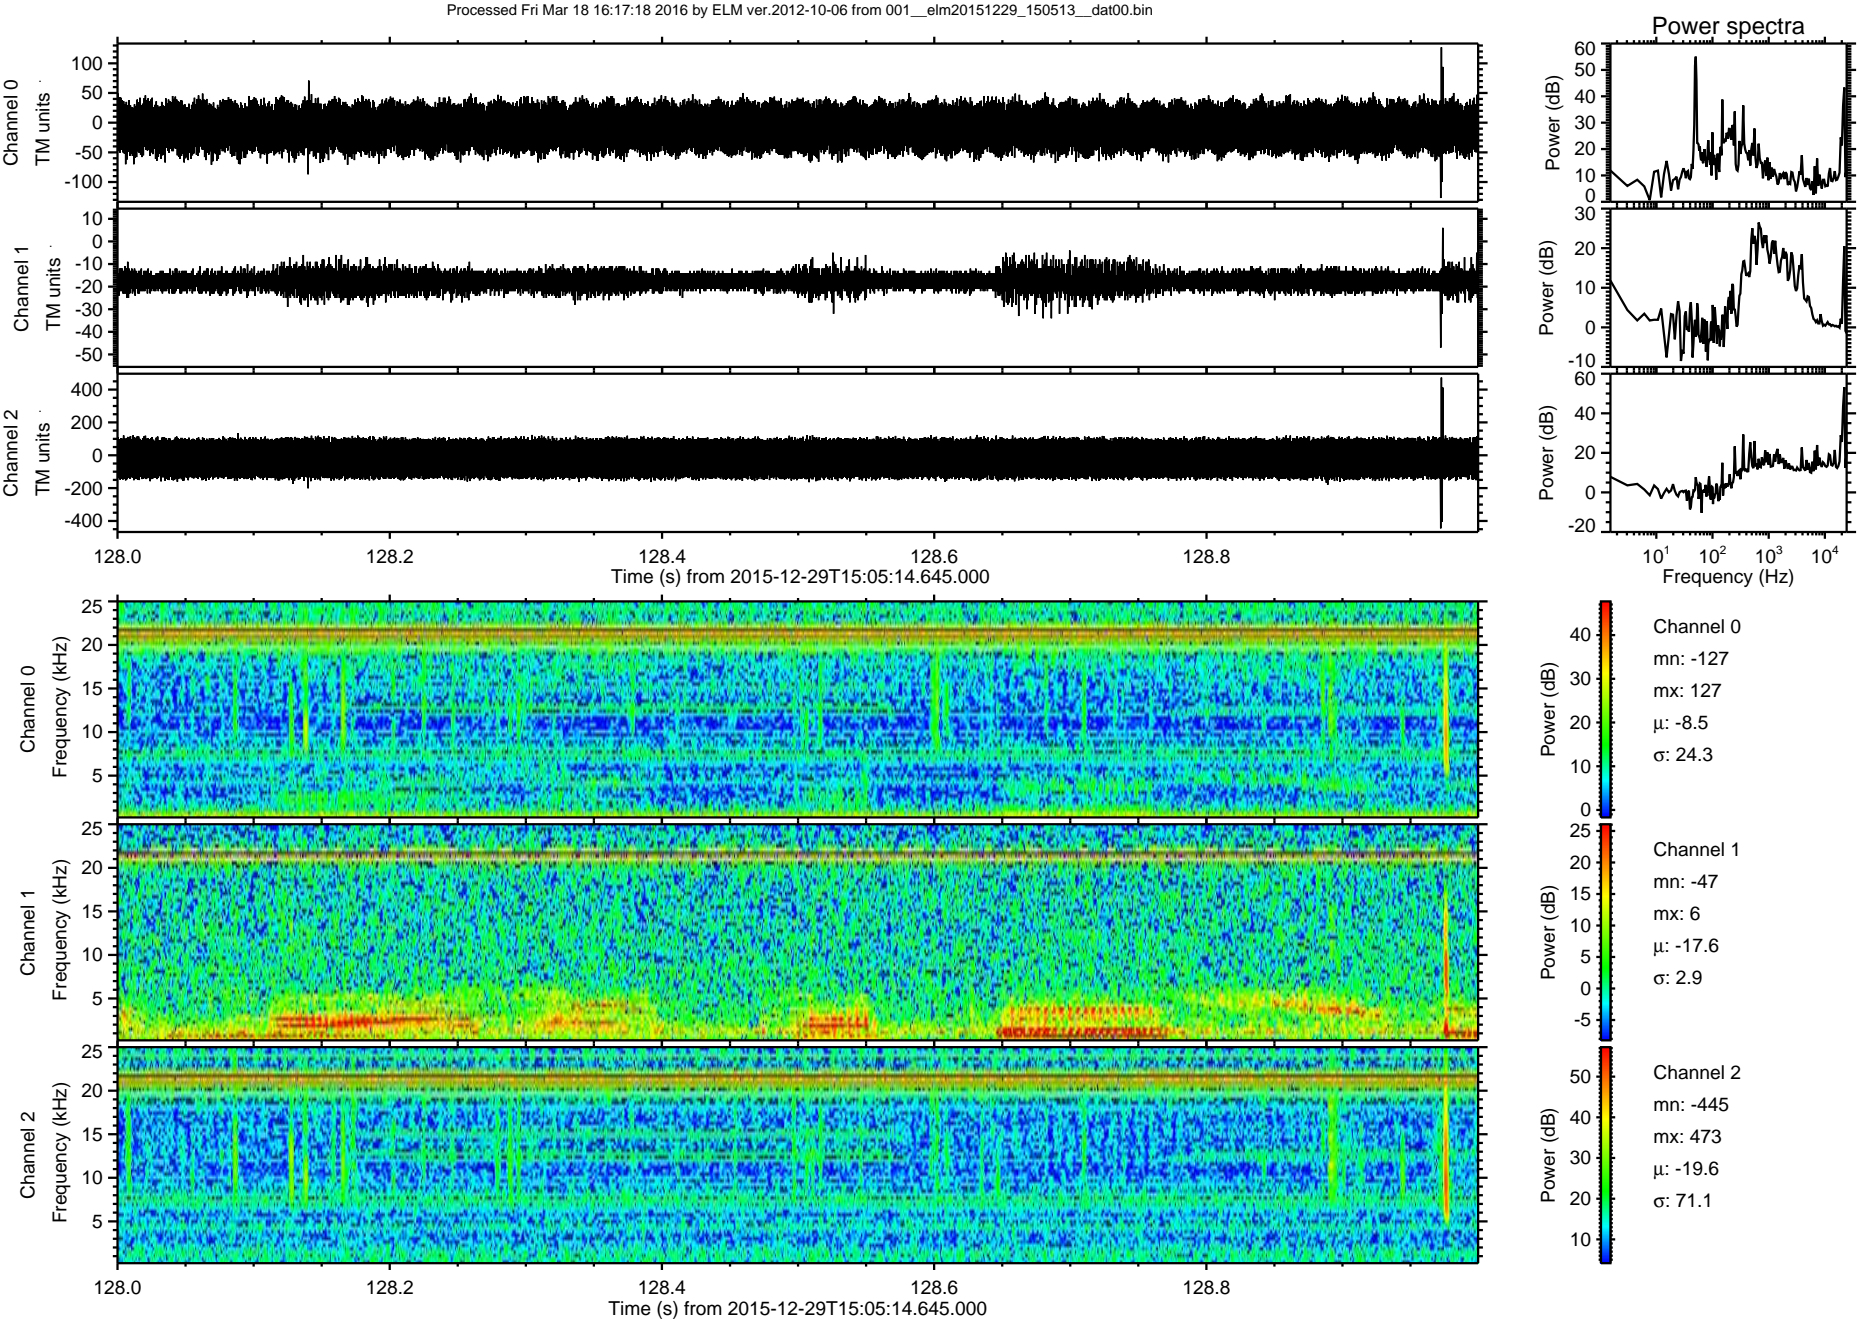 Processed Fri Mar 18 16:17:18 2016 by ELM ver.2012-10-06 from 001__elm20151229_150513__dat00.bin
Power spectra
Channel 0
TM units
100
50
0
-50
-100
Power (dB)
60
50
40
30
20
10
0
Channel 1
TM units
10
0
-10
-20
-30
-40
-50
Power (dB)
30
20
10
0
-10
Channel 2
TM units
400
200
0
-200
-400
Power (dB)
60
40
20
0
-20
128.0 128.2 128.4 128.6 128.8
Time (s) from 2015-12-29T15:05:14.645.000
10¹ 10² 10³ 10⁴
Frequency (Hz)
Channel 0
Frequency (kHz)
25
20
15
10
5
Power (dB)
40
30
20
10
0
Channel 0
mn: -127
mx: 127
μ: -8.5
σ: 24.3
Channel 1
Frequency (kHz)
25
20
15
10
5
Power (dB)
25
20
15
10
5
0
-5
Channel 1
mn: -47
mx: 6
μ: -17.6
σ: 2.9
Channel 2
Frequency (kHz)
25
20
15
10
5
Power (dB)
50
40
30
20
10
Channel 2
mn: -445
mx: 473
μ: -19.6
σ: 71.1
128.0 128.2 128.4 128.6 128.8
Time (s) from 2015-12-29T15:05:14.645.000